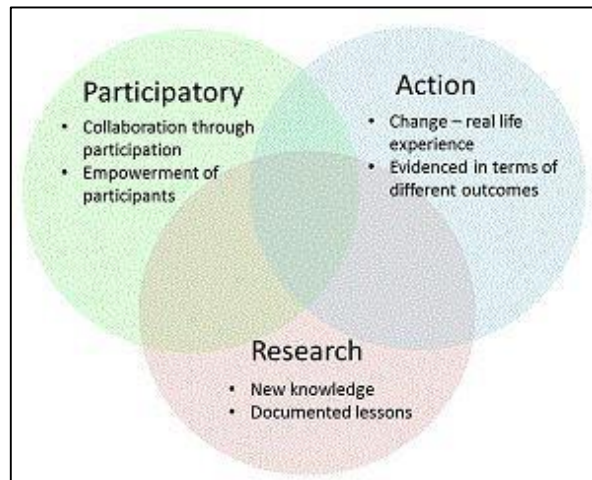 Participatory
• Collaboration through
participation
• Empowerment of
participants
Action
• Change – real life
experience
• Evidenced in terms of
different outcomes
Research
• New knowledge
• Documented lessons